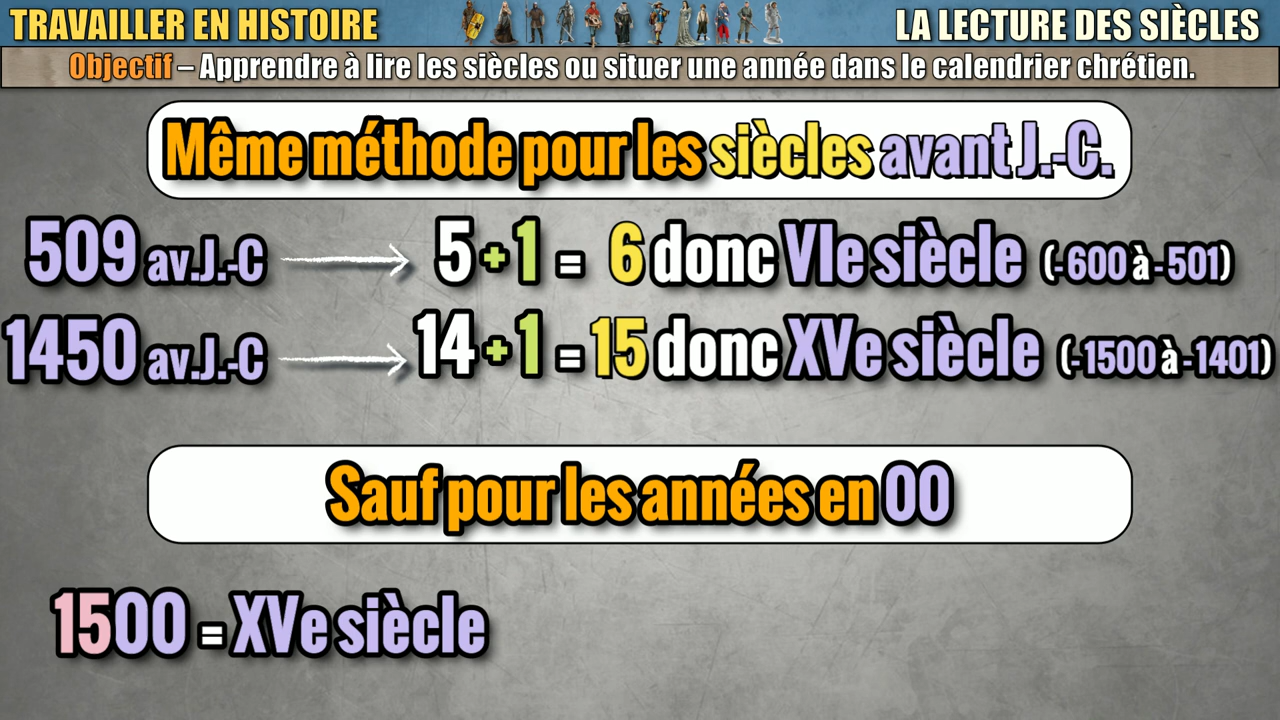 TRAVAILLER EN HISTOIRE
LA LECTURE DES SIÈCLES
Objectif – Apprendre à lire les siècles ou situer une année dans le calendrier chrétien.
Même méthode pour les siècles avant J.-C.
509 av.J.-C 5 + 1 = 6 donc VIe siècle (-600 à -501)
1450 av.J.-C 14 + 1 = 15 donc XVe siècle (-1500 à -1401)
Sauf pour les années en 00
1500 = XVe siècle